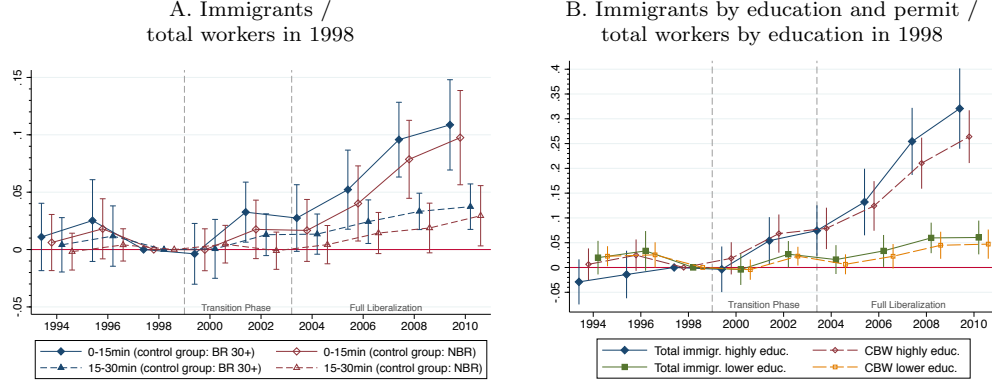 A. Immigrants /
total workers in 1998
.15
.1
.05
0
-.05
Transition Phase
Full Liberalization
1994 1996 1998 2000 2002 2004 2006 2008 2010
0-15min (control group: BR 30+) 0-15min (control group: NBR)
15-30min (control group: BR 30+) 15-30min (control group: NBR)
B. Immigrants by education and permit /
total workers by education in 1998
.4
.35
.3
.25
.2
.15
.1
.05
0
-.05
Transition Phase
Full Liberalization
1994 1996 1998 2000 2002 2004 2006 2008 2010
Total immigr. highly educ. CBW highly educ.
Total immigr. lower educ. CBW lower educ.